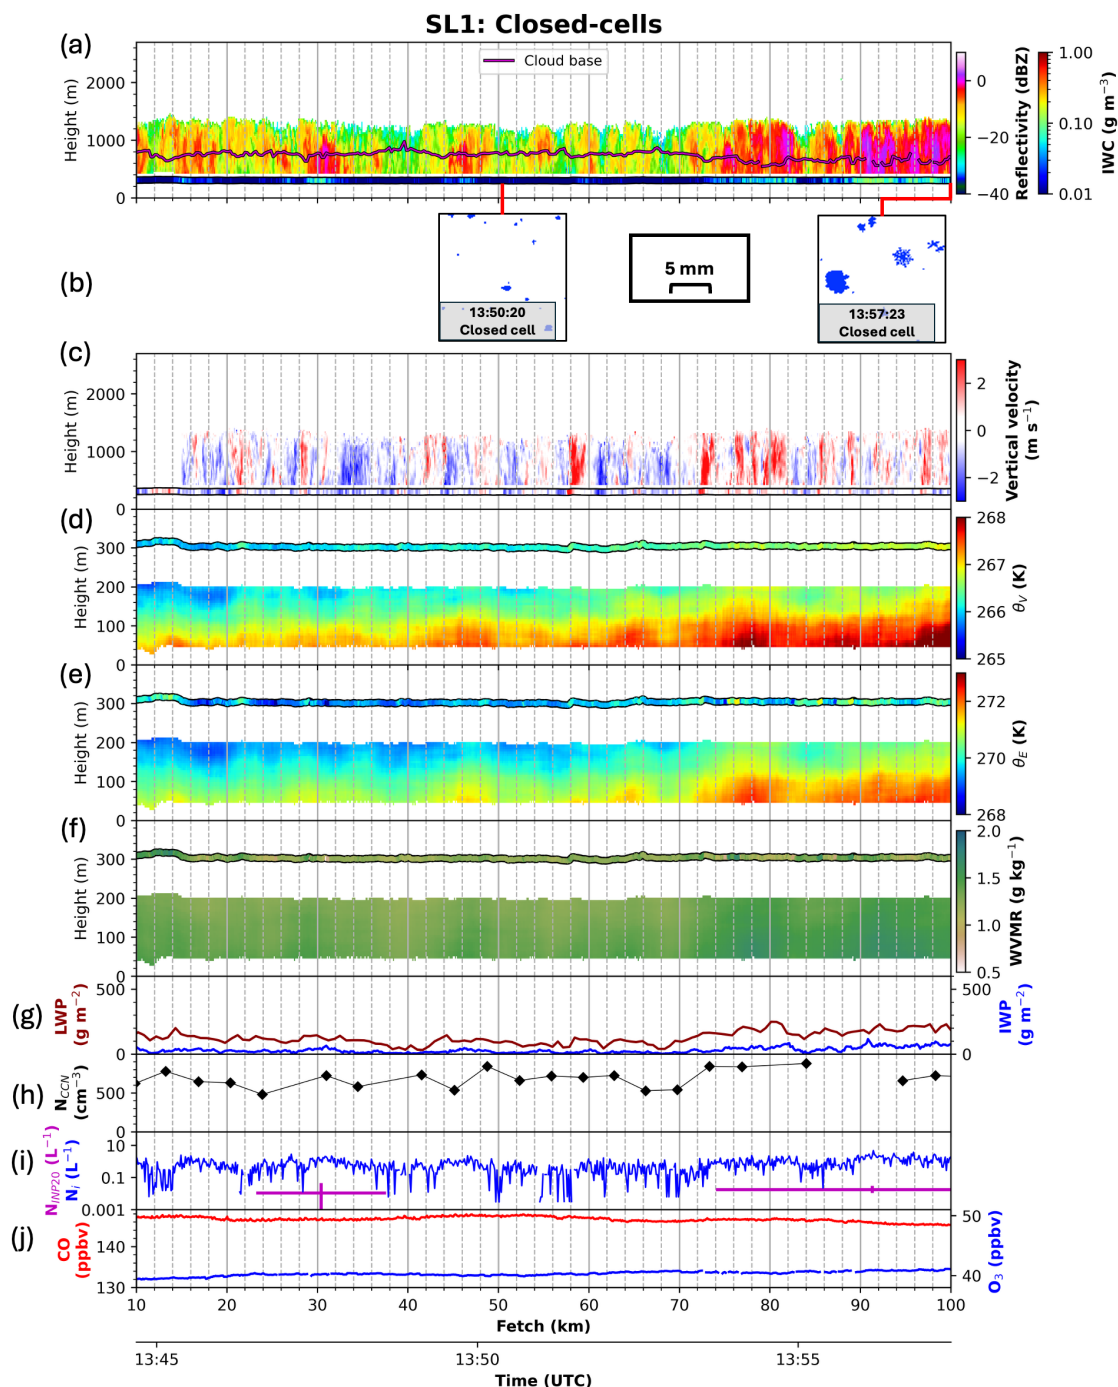 SL1: Closed-cells
(a)
Cloud base
Height (m)
2000
1000
0
0
−20
−40
Reflectivity (dBZ)
1.00
0.10
0.01
IWC (g m⁻³)
(b)
13:50:20
Closed cell
5 mm
13:57:23
Closed cell
(c)
Height (m)
2000
1000
0
2
0
−2
Vertical velocity
(m s⁻¹)
(d)
Height (m)
300
200
100
0
268
267
266
265
θV (K)
(e)
Height (m)
300
200
100
0
272
270
268
θE (K)
(f)
Height (m)
300
200
100
0
2.0
1.5
1.0
0.5
WVMR (g kg⁻¹)
(g)
LWP
(g m⁻²)
500
0
500
0
IWP
(g m⁻²)
(h)
NCCN
(cm⁻³)
500
0
(i)
NINP20 (L⁻¹)
Ni (L⁻¹)
10
0.1
0.001
(j)
CO
(ppbv)
140
130
50
40
O₃ (ppbv)
10 20 30 40 50 60 70 80 90 100
Fetch (km)
13:45 13:50 13:55
Time (UTC)